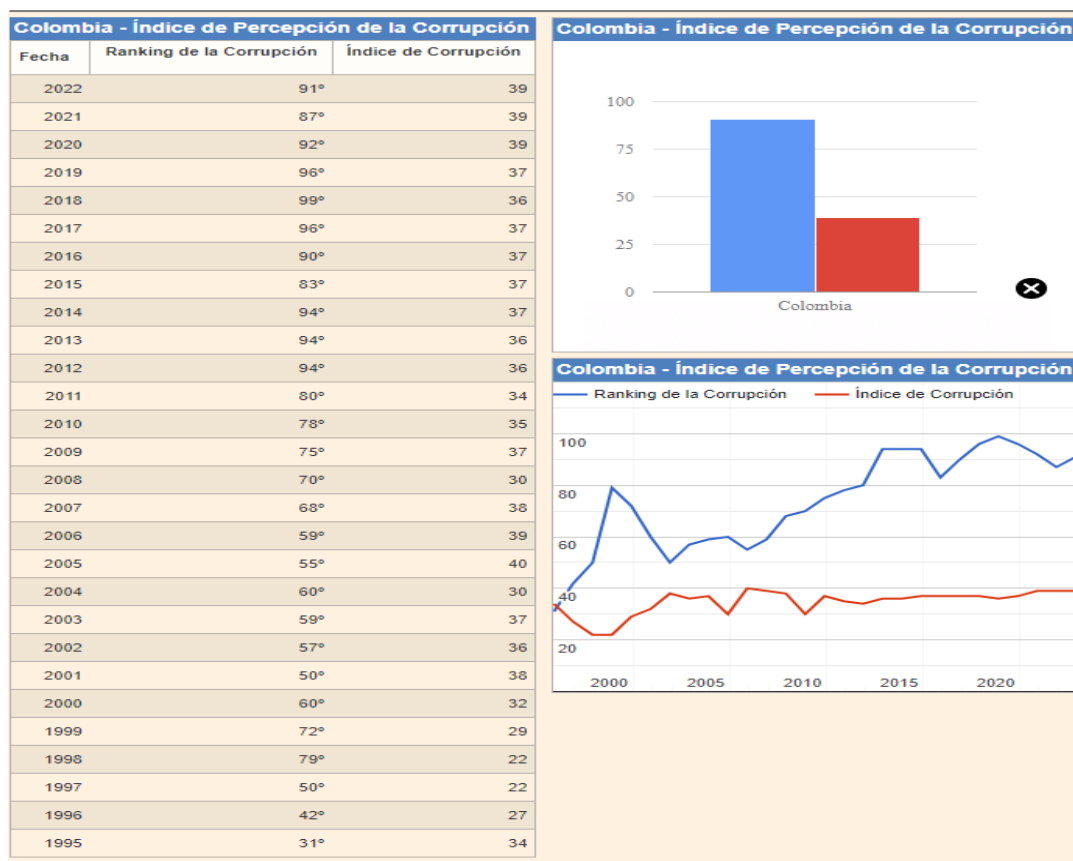 Colombia - Índice de Percepción de la Corrupción
Fecha Ranking de la Corrupción Índice de Corrupción
2022 91º 39
2021 87º 39
2020 92º 39
2019 96º 37
2018 99º 36
2017 96º 37
2016 90º 37
2015 83º 37
2014 94º 37
2013 94º 36
2012 94º 36
2011 80º 34
2010 78º 35
2009 75º 37
2008 70º 30
2007 68º 38
2006 59º 39
2005 55º 40
2004 60º 30
2003 59º 37
2002 57º 36
2001 50º 38
2000 60º 32
1999 72º 29
1998 79º 22
1997 50º 22
1996 42º 27
1995 31º 34
Colombia - Índice de Percepción de la Corrupción
100
75
50
25
0
Colombia
Colombia - Índice de Percepción de la Corrupción
Ranking de la Corrupción Índice de Corrupción
100
80
60
40
20
2000 2005 2010 2015 2020